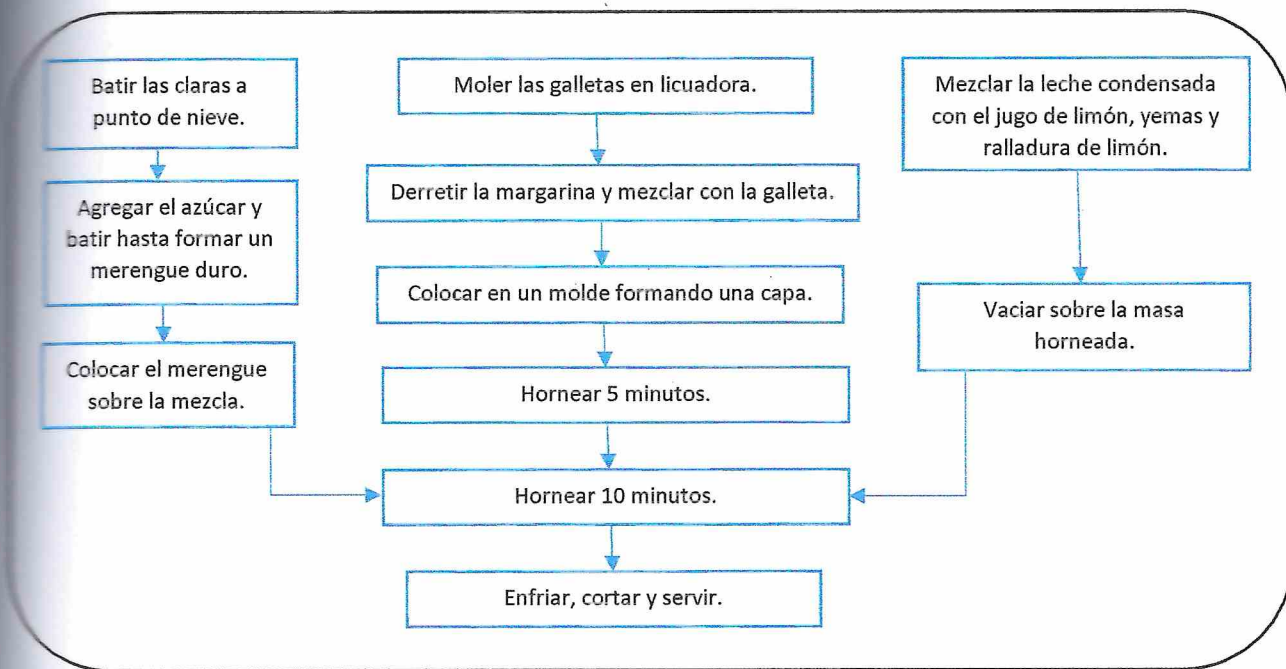 Batir las claras a
punto de nieve.
Agregar el azúcar y
batir hasta formar un
merengue duro.
Colocar el merengue
sobre la mezcla.
Moler las galletas en licuadora.
Derretir la margarina y mezclar con la galleta.
Colocar en un molde formando una capa.
Hornear 5 minutos.
Hornear 10 minutos.
Enfriar, cortar y servir.
Mezclar la leche condensada
con el jugo de limón, yemas y
ralladura de limón.
Vaciar sobre la masa
horneada.